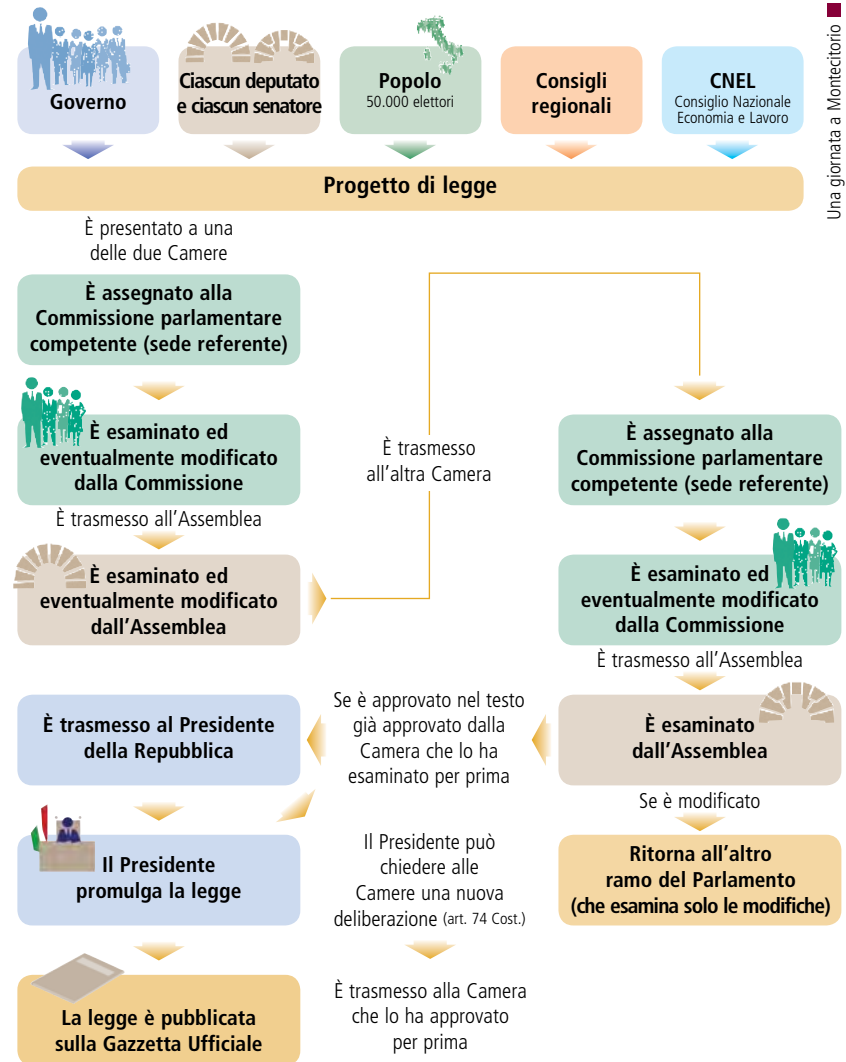 Governo
Ciascun deputato
e ciascun senatore
Popolo
50.000 elettori
Consigli
regionali
CNEL
Consiglio Nazionale
Economia e Lavoro
Una giornata a Montecitorio
Progetto di legge
È presentato a una
delle due Camere
È assegnato alla
Commissione parlamentare
competente (sede referente)
È esaminato ed
eventualmente modificato
dalla Commissione
È trasmesso all'Assemblea
È esaminato ed
eventualmente modificato
dall'Assemblea
È trasmesso
all'altra Camera
È assegnato alla
Commissione parlamentare
competente (sede referente)
È esaminato ed
eventualmente modificato
dalla Commissione
È trasmesso all'Assemblea
È esaminato
dall'Assemblea
Se è modificato
Ritorna all'altro
ramo del Parlamento
(che esamina solo le modifiche)
Se è approvato nel testo
già approvato dalla
Camera che lo ha
esaminato per prima
È trasmesso al Presidente
della Repubblica
Il Presidente
promulga la legge
Il Presidente può
chiedere alle
Camere una nuova
deliberazione (art. 74 Cost.)
È trasmesso alla Camera
che lo ha approvato
per prima
La legge è pubblicata
sulla Gazzetta Ufficiale